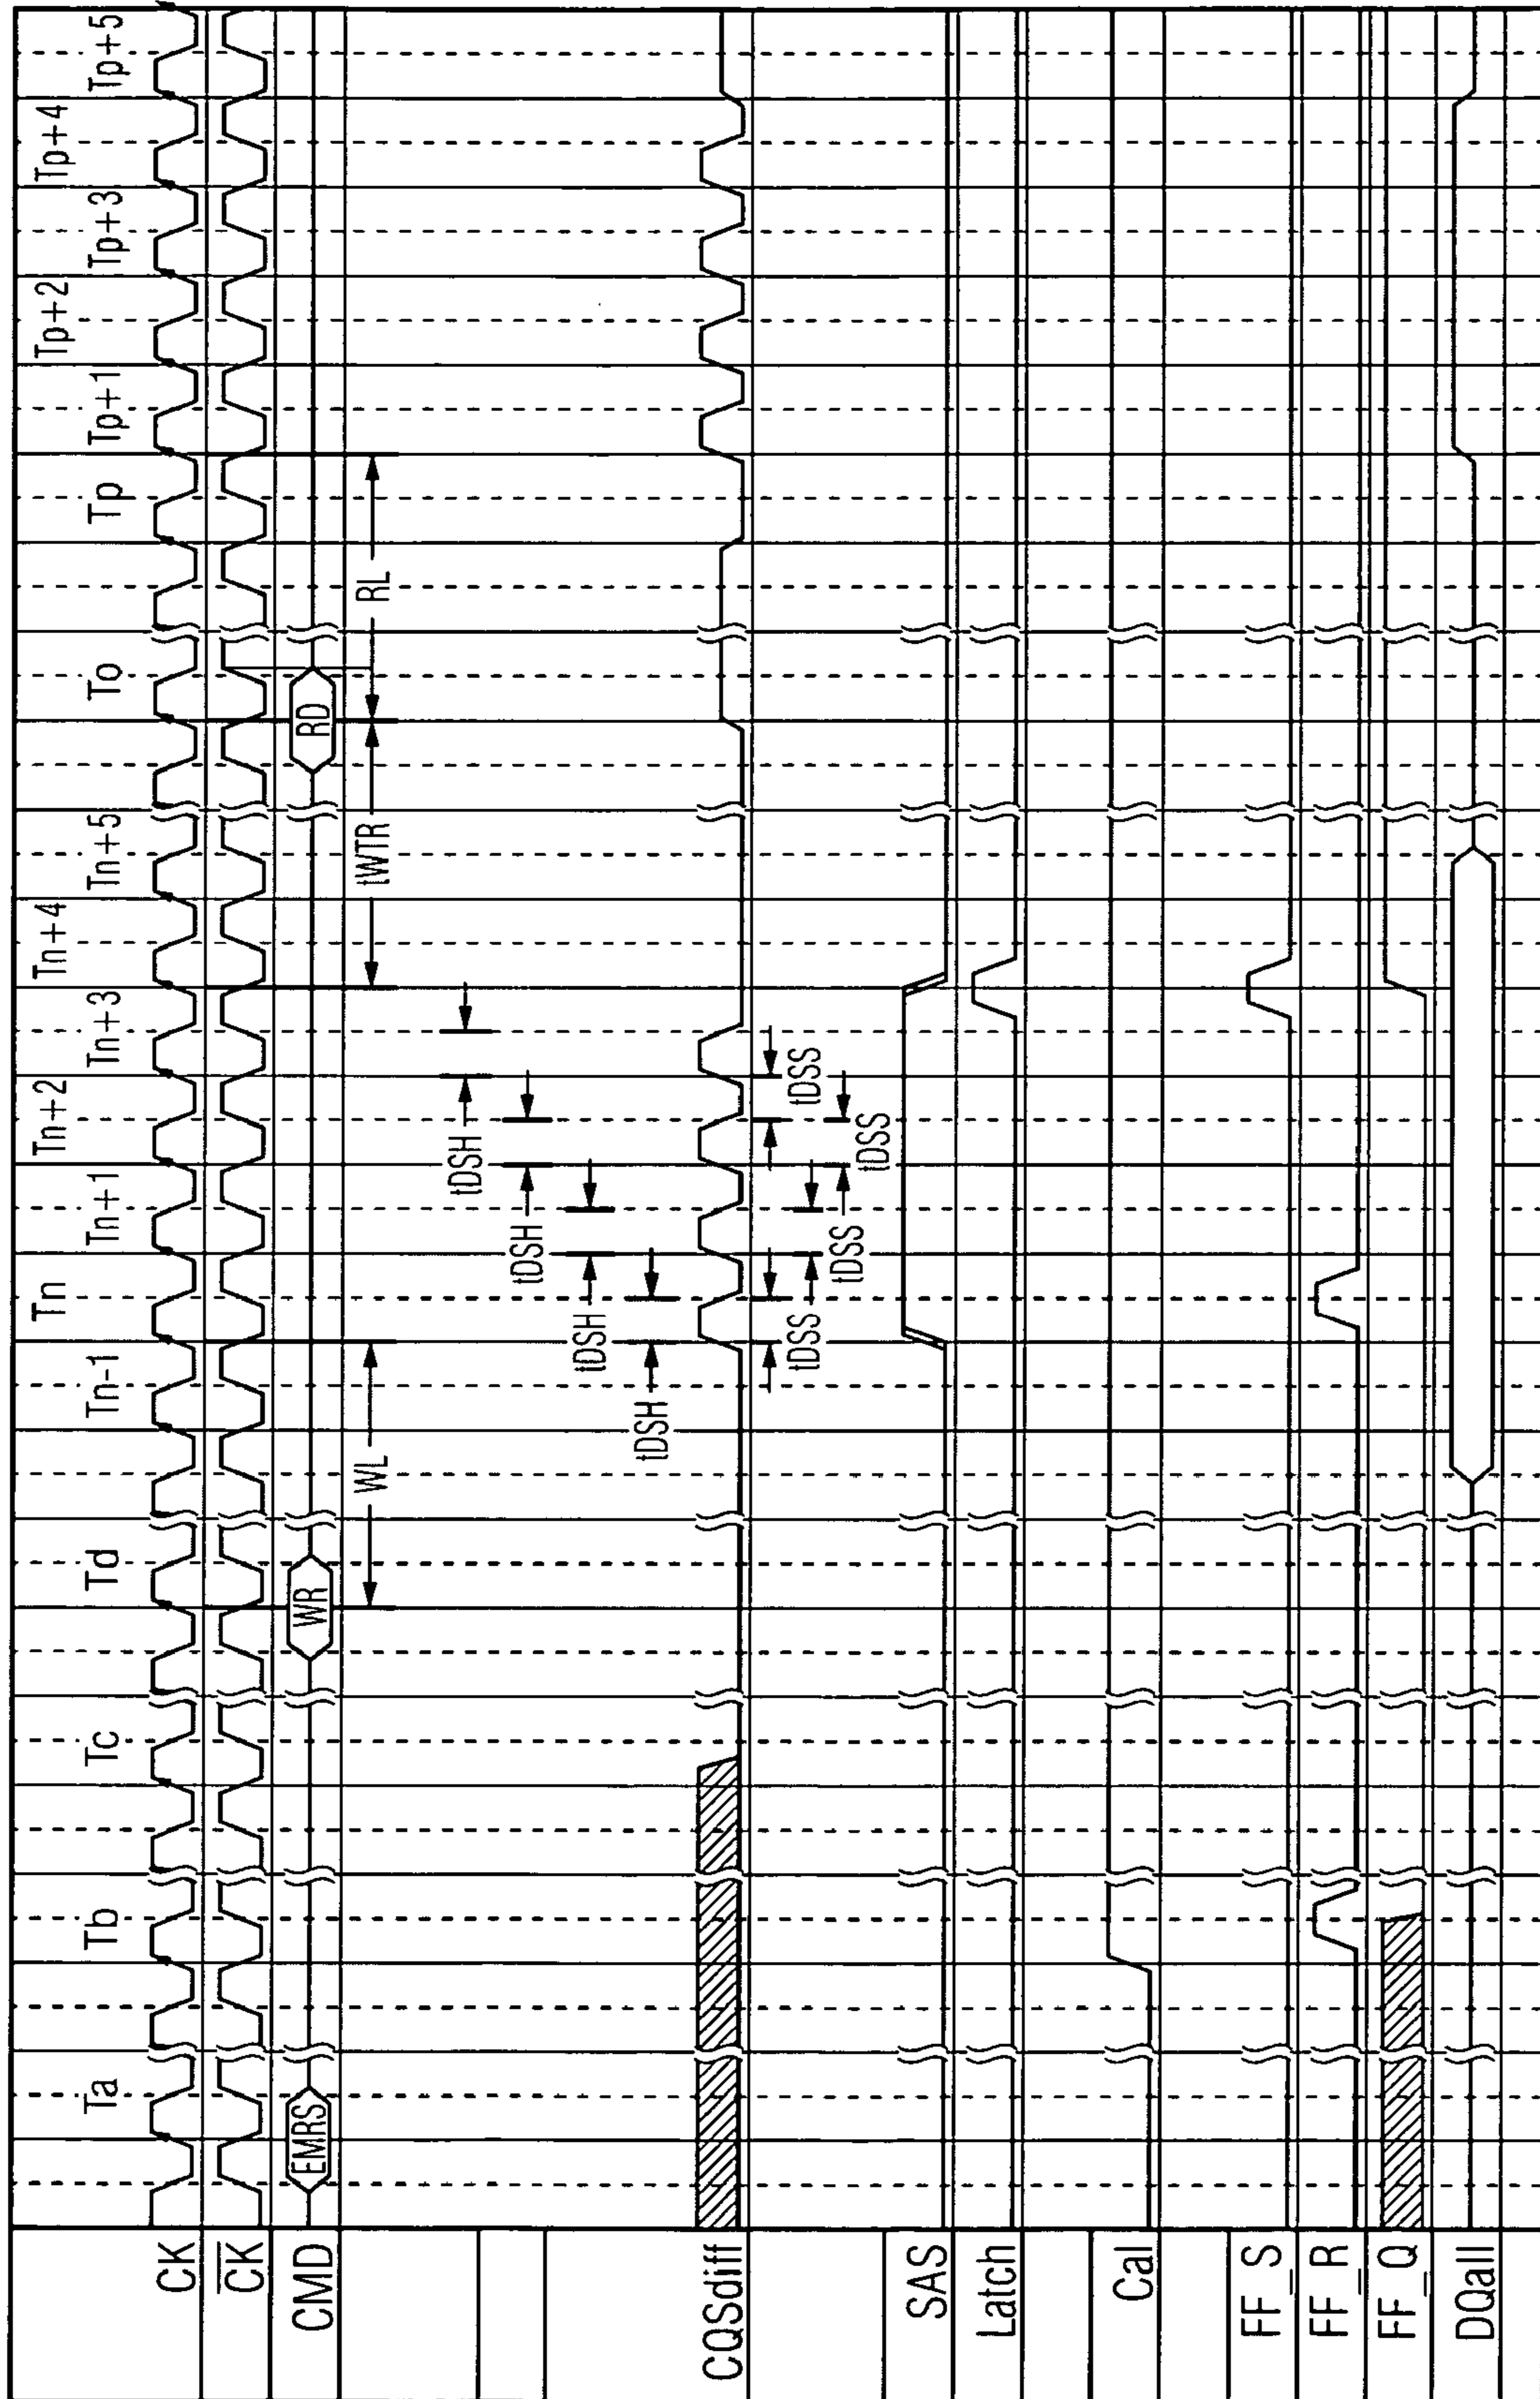 Ta
Tb
Tc
Td
Tn-1
Tn
Tn+1
Tn+2
Tn+3
Tn+4
Tn+5
To
Tp
Tp+1
Tp+2
Tp+3
Tp+4
Tp+5
CK
CK
CMD
EMRS
WR
RD
WL
tWTR
RL
tDSH
tDSH
tDSH
tDSH
CQSdiff
tDSS
tDSS
tDSS
tDSS
SAS
Latch
Cal
FF_S
FF_R
FF_Q
DQall